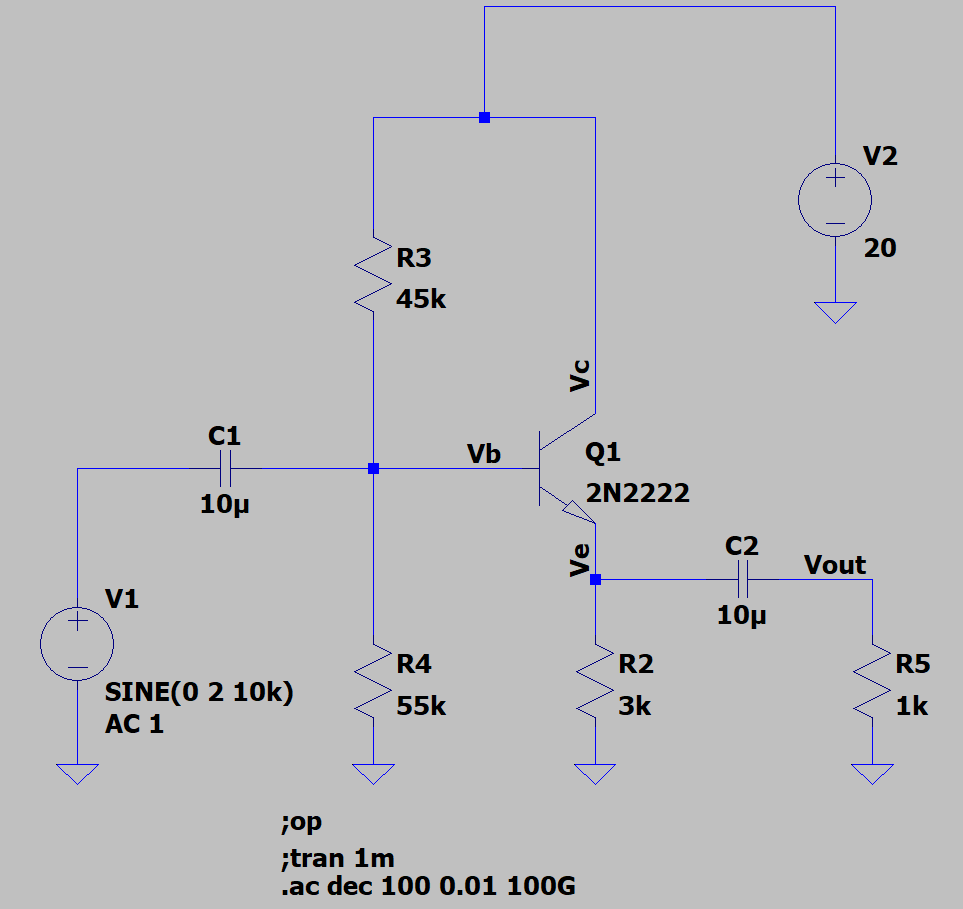 V2
20
R3
45k
Vc
C1
10µ
Vb
Q1
2N2222
Ve
C2
10µ
Vout
V1
SINE(0 2 10k)
AC 1
R4
55k
R2
3k
R5
1k
;op
;tran 1m
.ac dec 100 0.01 100G